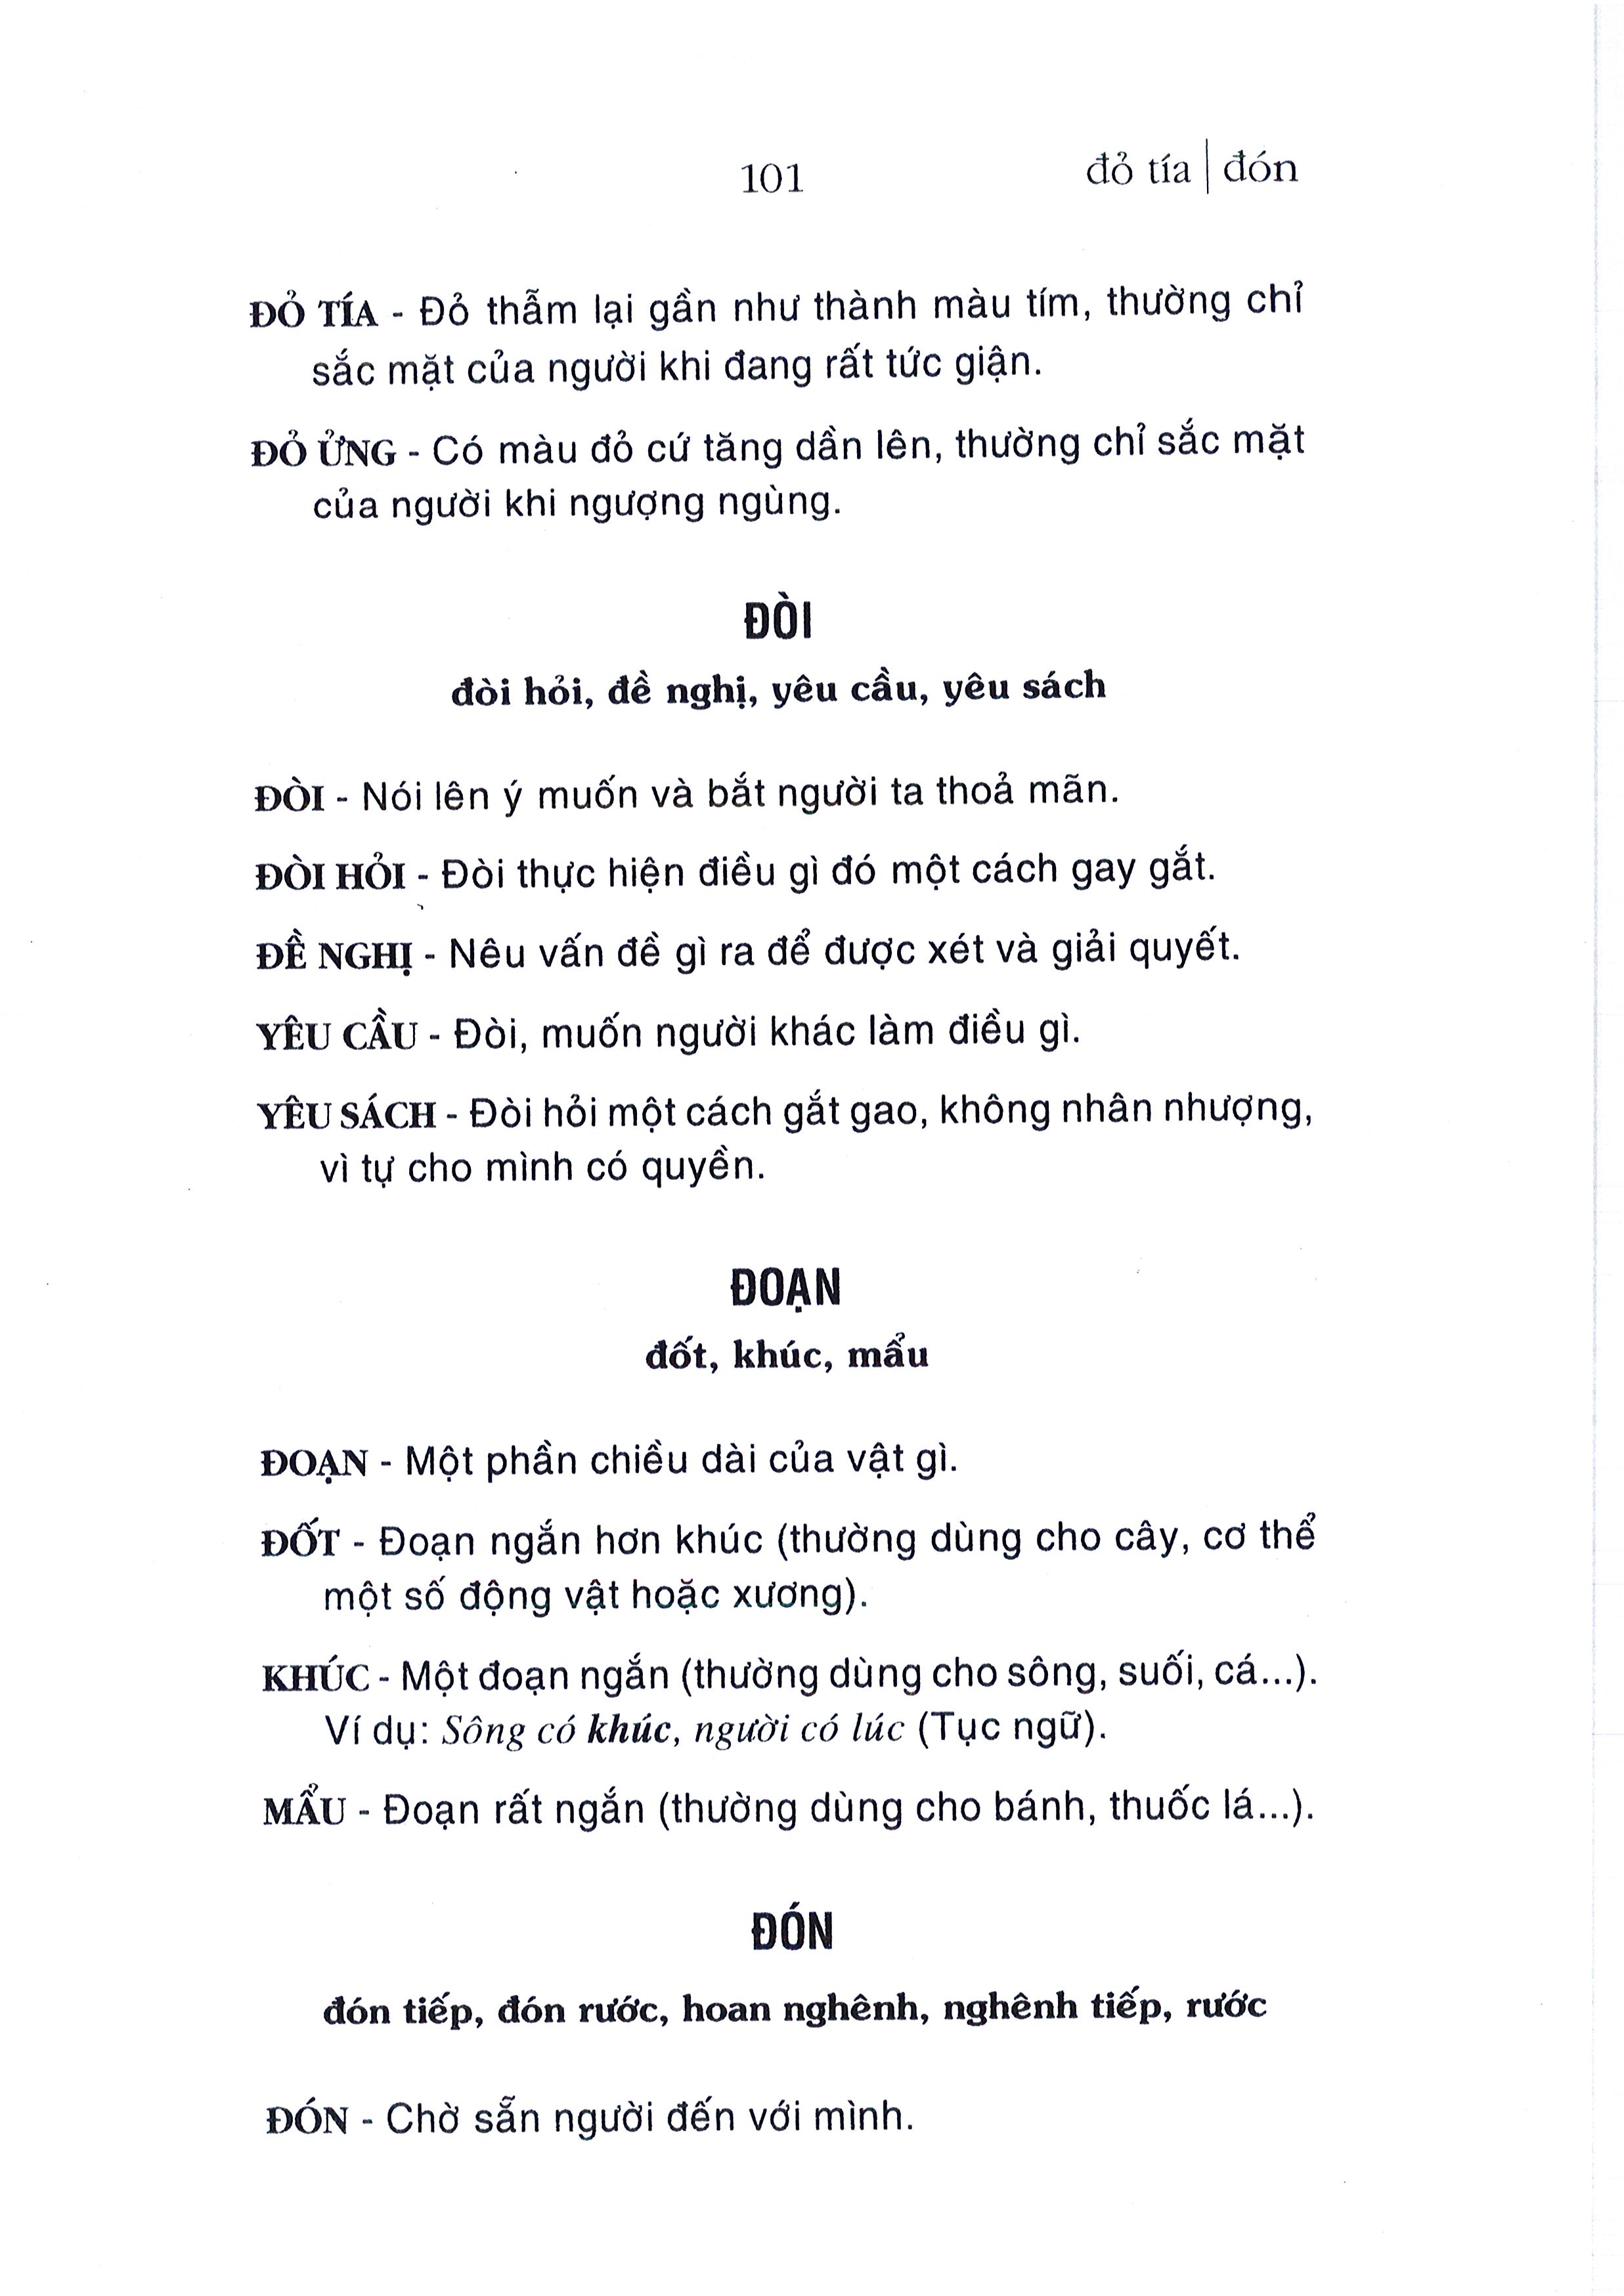 101
đỏ tía | đón
ĐỎ TÍA - Đỏ thẫm lại gần như thành màu tím, thường chỉ
sắc mặt của người khi đang rất tức giận.
ĐỎ ỬNG - Có màu đỏ cứ tăng dần lên, thường chỉ sắc mặt
của người khi ngượng ngùng.
ĐÒI
đòi hỏi, đề nghị, yêu cầu, yêu sách
ĐÒI - Nói lên ý muốn và bắt người ta thoả mãn.
ĐÒI HỎI - Đòi thực hiện điều gì đó một cách gay gắt.
ĐỀ NGHỊ - Nêu vấn đề gì ra để được xét và giải quyết.
YÊU CẦU - Đòi, muốn người khác làm điều gì.
YÊU SÁCH - Đòi hỏi một cách gắt gao, không nhân nhượng,
vì tự cho mình có quyền.
ĐOẠN
đốt, khúc, mẩu
ĐOẠN - Một phần chiều dài của vật gì.
ĐỐT - Đoạn ngắn hơn khúc (thường dùng cho cây, cơ thể
một số động vật hoặc xương).
KHÚC - Một đoạn ngắn (thường dùng cho sông, suối, cá...).
Ví dụ: Sông có khúc, người có lúc (Tục ngữ).
MẨU - Đoạn rất ngắn (thường dùng cho bánh, thuốc lá...).
ĐÓN
đón tiếp, đón rước, hoan nghênh, nghênh tiếp, rước
ĐÓN - Chờ sẵn người đến với mình.